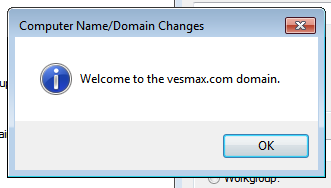 Computer Name/Domain Changes
Welcome to the vesmax.com domain.
OK
Workgroup: